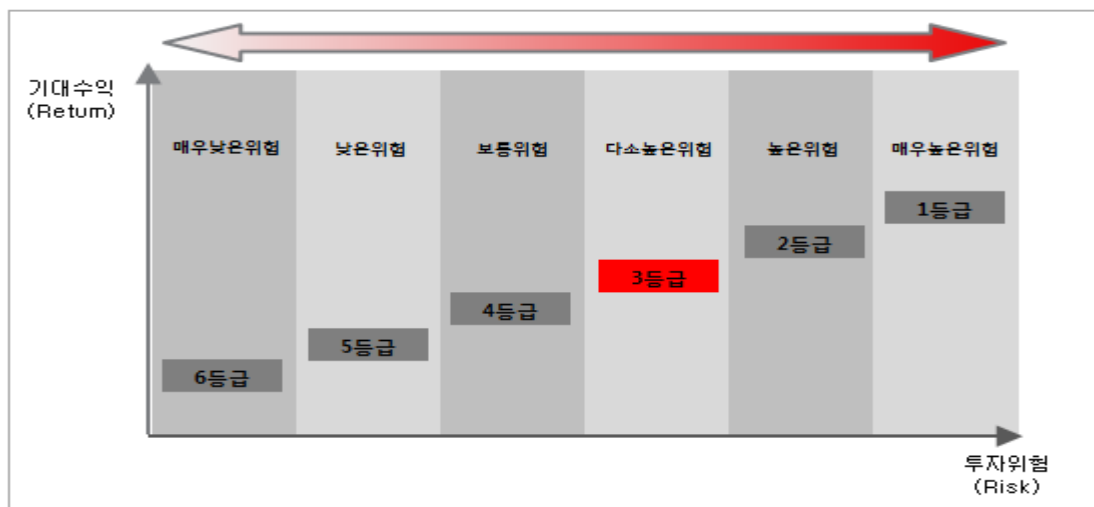 기대수익
(Retum)
매우낮은위험
낮은위험
보통위험
다소높은위험
높은위험
매우높은위험
1등급
2등급
3등급
4등급
5등급
6등급
투자위험
(Risk)